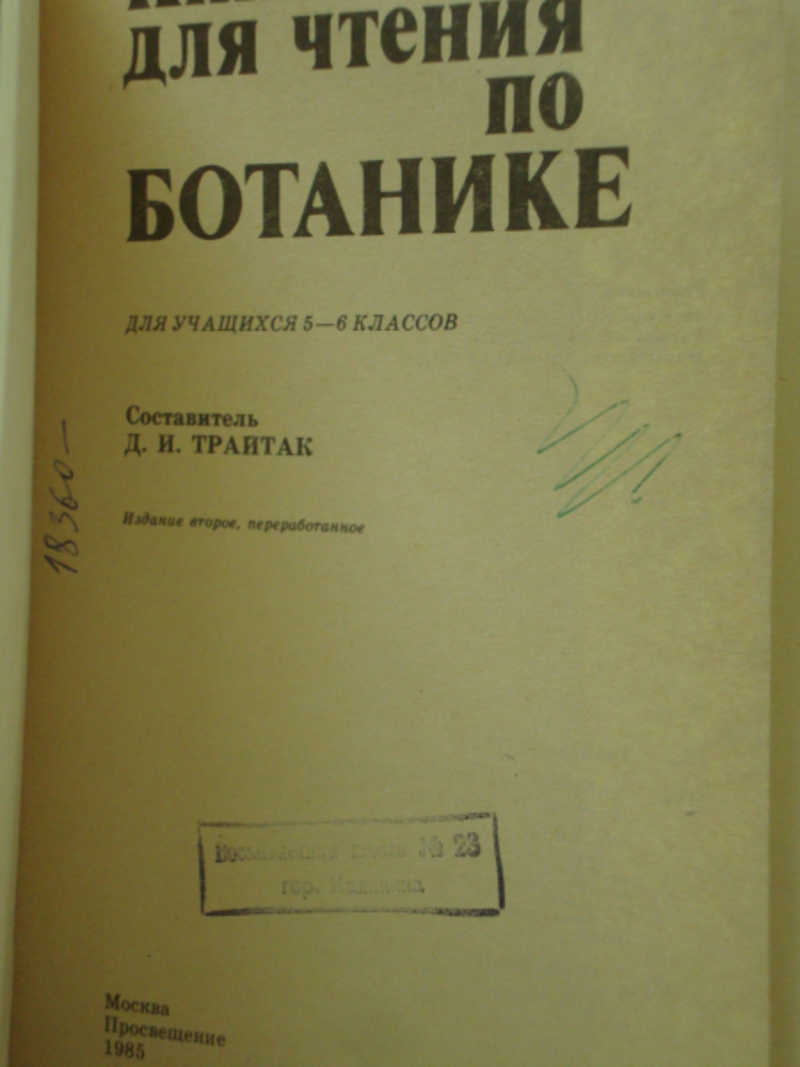 для чтения
по
БОТАНИКЕ
ДЛЯ УЧАЩИХСЯ 5—6 КЛАССОВ
Составитель
Д. И. ТРАЙТАК
18360—
Издание второе, переработанное
№ 23
гор.
Москва
Просвещение
1985